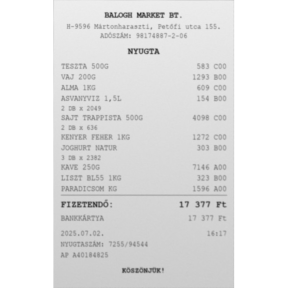 BALOGH MARKET BT.
H-9596 Mártonharaszti, Petőfi utca 155.
ADÓSZÁM: 98174887-2-06
NYUGTA
TESZTA 500G 583 C00
VAJ 200G 1293 B00
ALMA 1KG 609 C00
ASVANYVIZ 1,5L 154 B00
2 DB x 2049
SAJT TRAPPISTA 500G 4098 C00
2 DB x 636
KENYER FEHER 1KG 1272 C00
JOGHURT NATUR 303 B00
3 DB x 2382
KAVE 250G 7146 A00
LISZT BL55 1KG 323 B00
PARADICSOM KG 1596 A00
FIZETENDŐ: 17 377 Ft
BANKKÁRTYA 17 377 Ft
2025.07.02. 14:17
NYUGTASZÁM: 7255/94544
AP A40184825
KÖSZÖNJÜK!